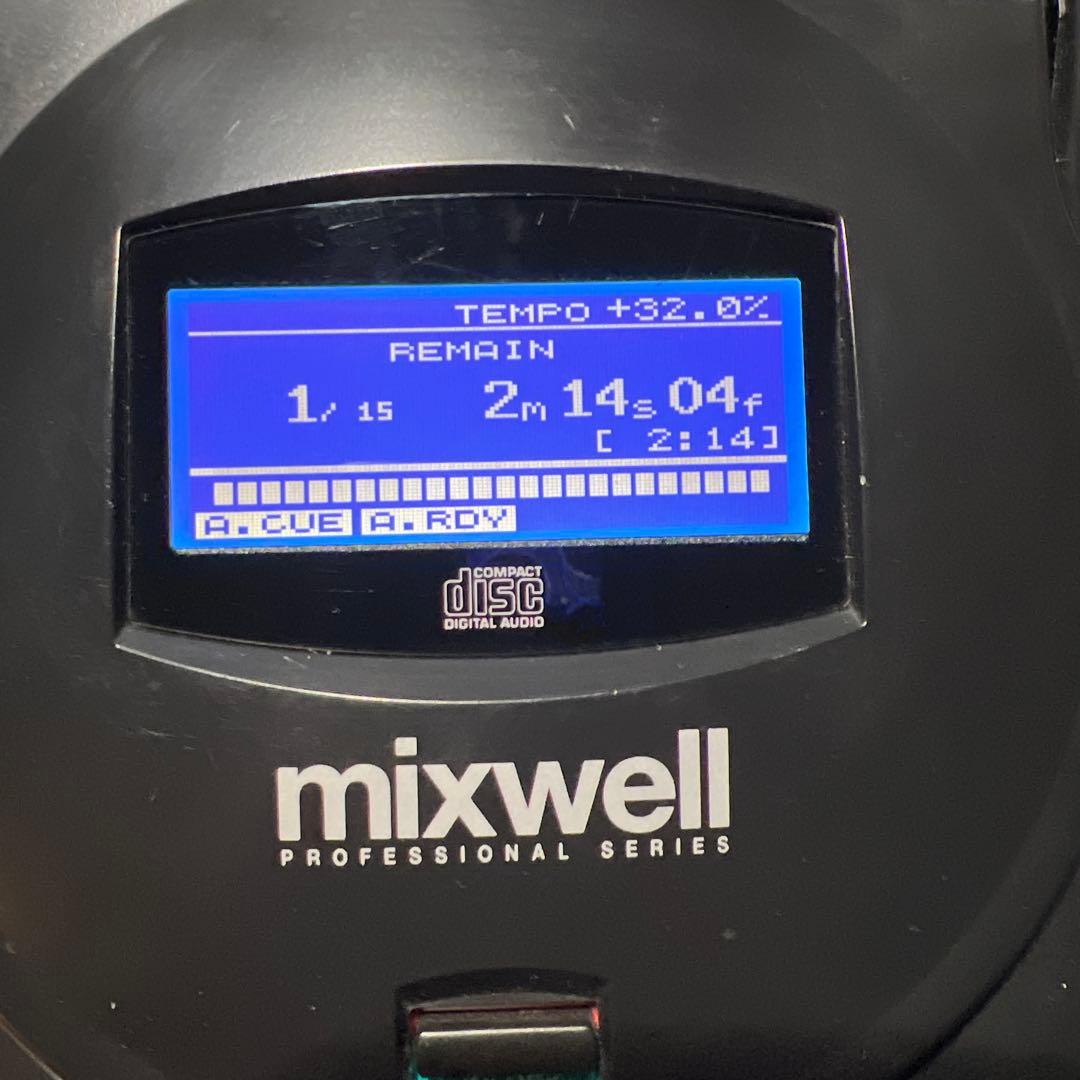 TEMPO +32.0%
REMAIN
1/ 15 2m 14s 04f
[ 2:14]
A.CUE A.RDY
COMPACT
disc
DIGITAL AUDIO
mixwell
PROFESSIONAL SERIES